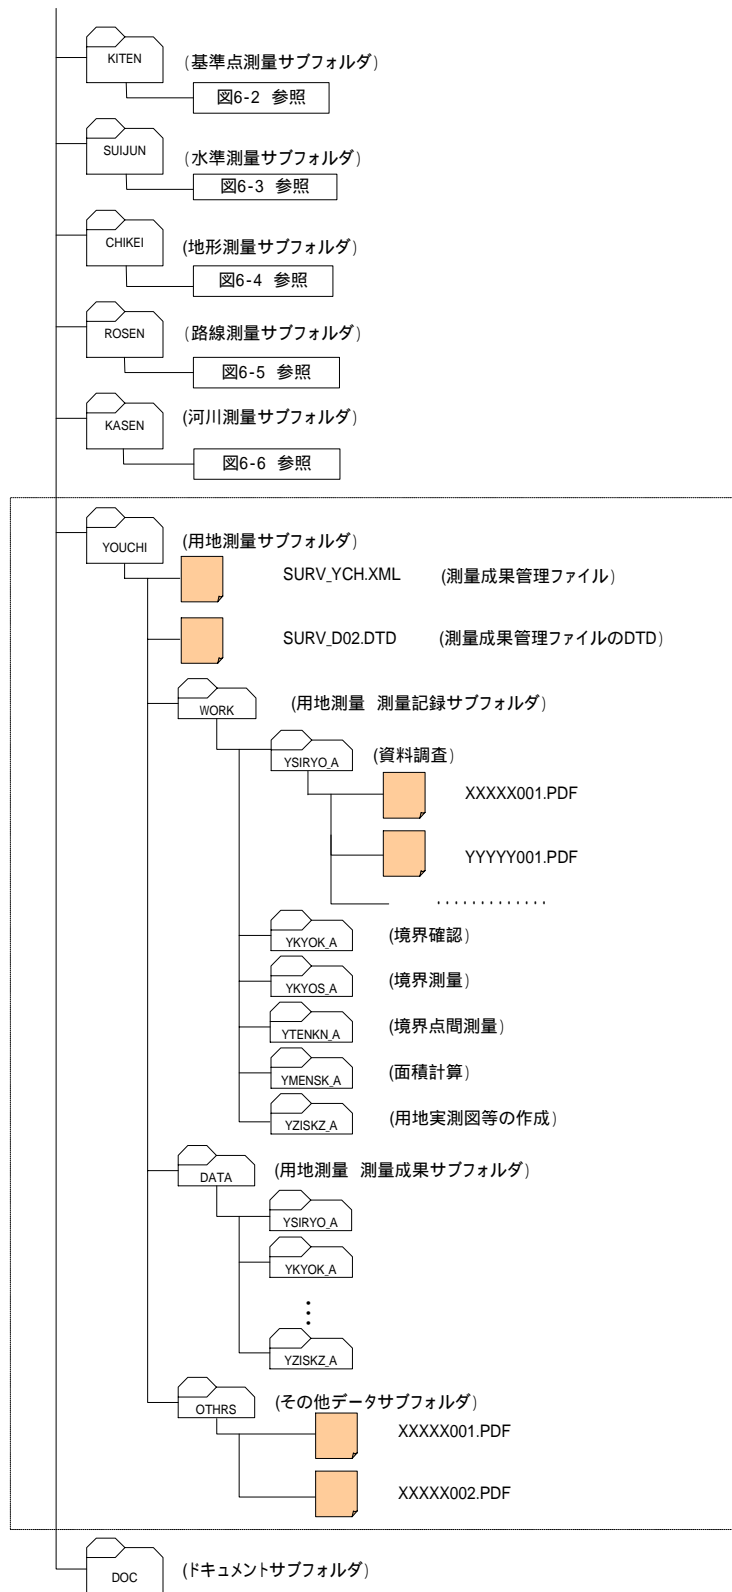 KITEN (基準点測量サブフォルダ)
図6-2 参照
SUIJUN (水準測量サブフォルダ)
図6-3 参照
CHIKEI (地形測量サブフォルダ)
図6-4 参照
ROSEN (路線測量サブフォルダ)
図6-5 参照
KASEN (河川測量サブフォルダ)
図6-6 参照
YOUCHI (用地測量サブフォルダ)
SURV_YCH.XML (測量成果管理ファイル)
SURV_D02.DTD (測量成果管理ファイルのDTD)
WORK (用地測量 測量記録サブフォルダ)
YSIRYO_A (資料調査)
XXXXX001.PDF
YYYYY001.PDF
.............
YKYOK_A (境界確認)
YKYOS_A (境界測量)
YTENKN_A (境界点間測量)
YMENSK_A (面積計算)
YZISKZ_A (用地実測図等の作成)
DATA (用地測量 測量成果サブフォルダ)
YSIRYO_A
YKYOK_A
⋮
YZISKZ_A
OTHRS (その他データサブフォルダ)
XXXXX001.PDF
XXXXX002.PDF
DOC (ドキュメントサブフォルダ)